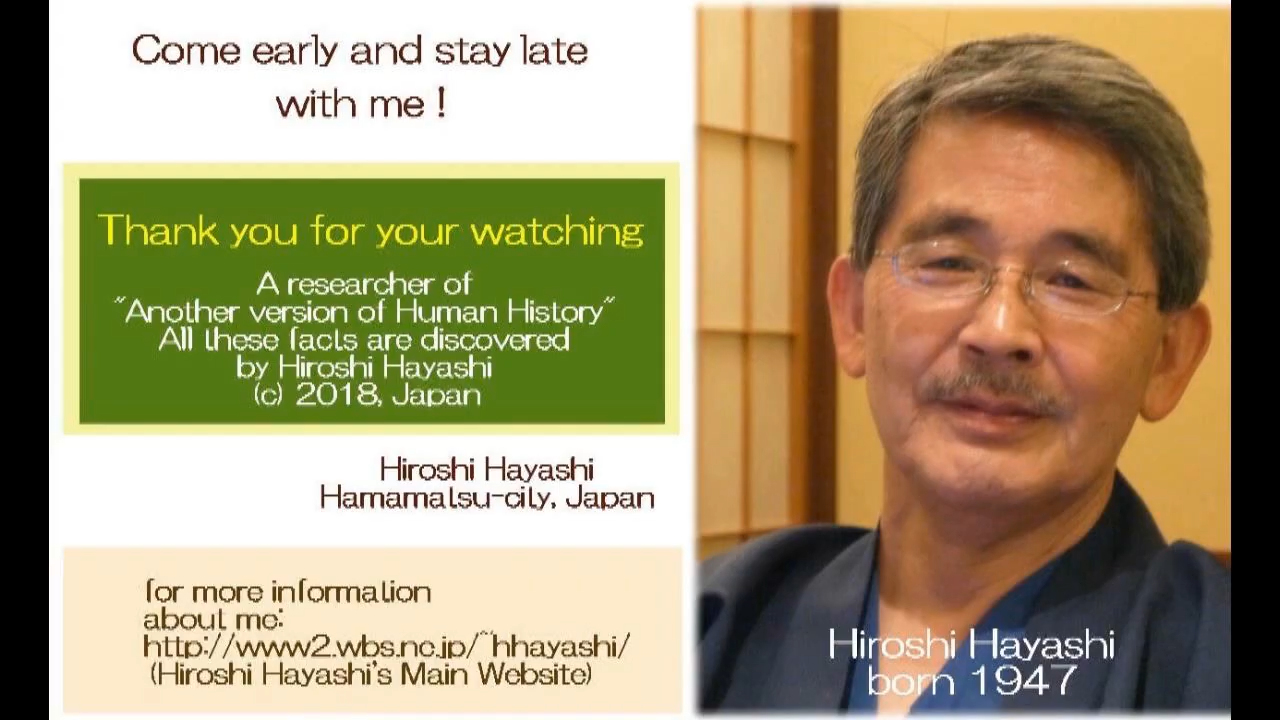 Come early and stay late
with me !
Thank you for your watching
A researcher of
"Another version of Human History"
All these facts are discovered
by Hiroshi Hayashi
(c) 2018, Japan
Hiroshi Hayashi
Hamamatsu-city, Japan
for more information
about me:
http://www2.wbs.ne.jp/~hhayashi/
(Hiroshi Hayashi's Main Website)
Hiroshi Hayashi
born 1947